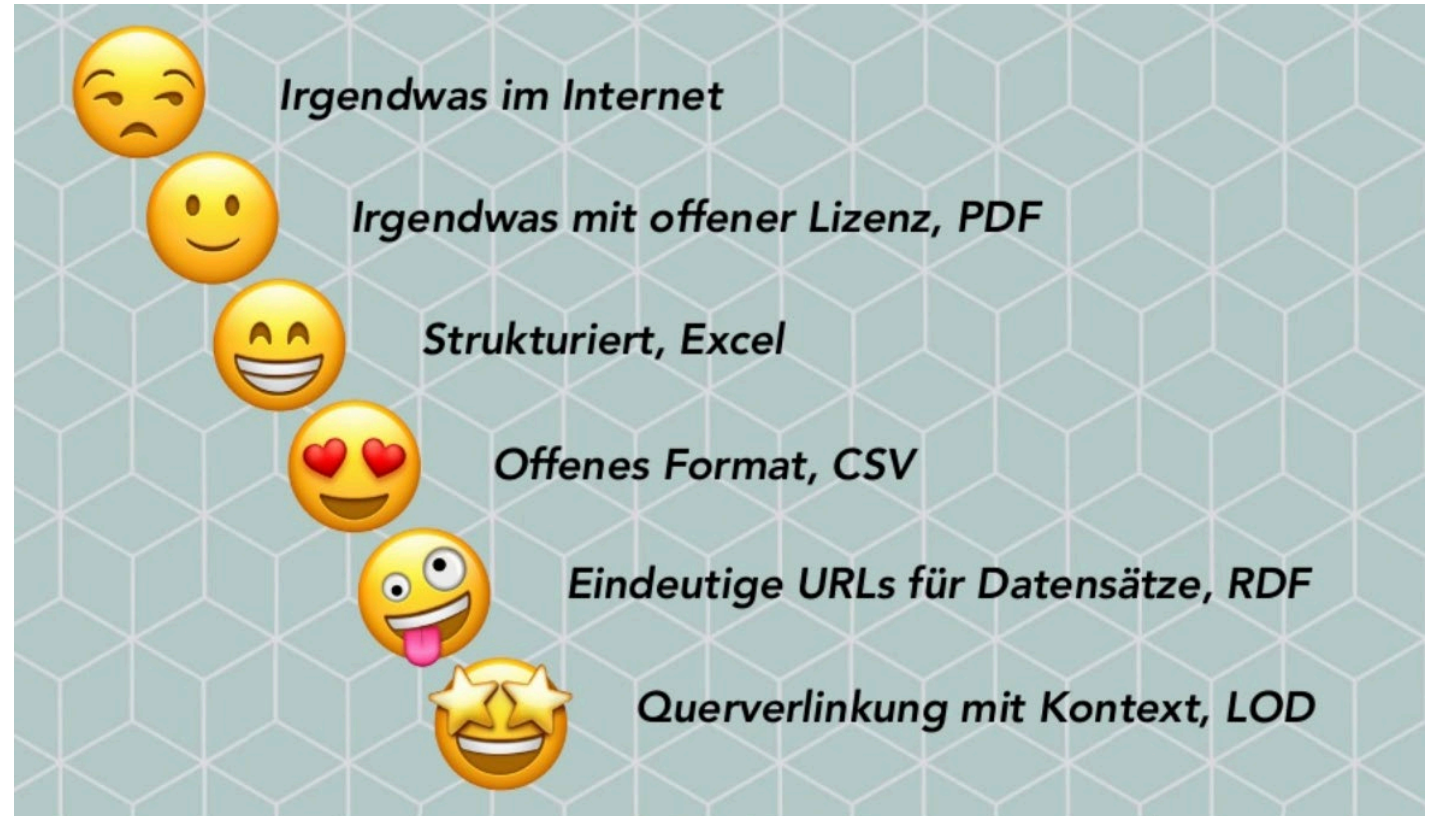 Irgendwas im Internet
Irgendwas mit offener Lizenz, PDF
Strukturiert, Excel
Offenes Format, CSV
Eindeutige URLs für Datensätze, RDF
Querverlinkung mit Kontext, LOD